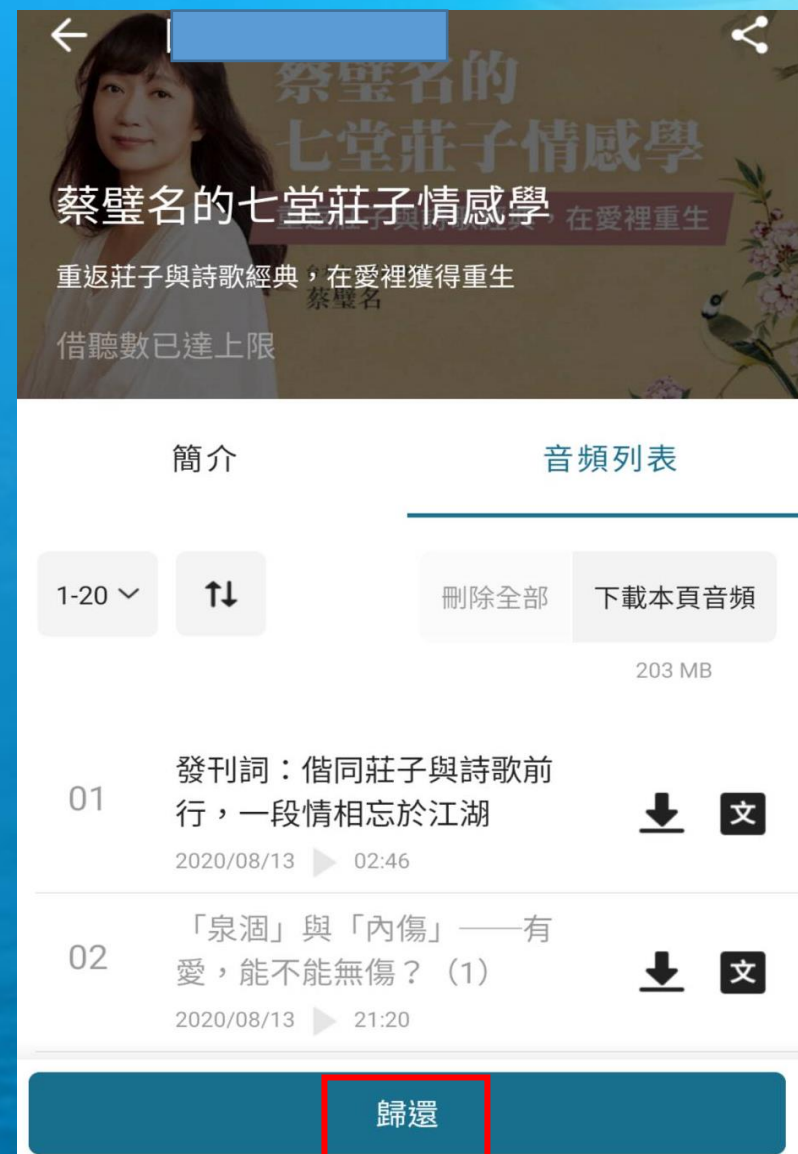 蔡璧名的
七堂莊子情感學
蔡璧名的七堂莊子情感學
在愛裡重生
重返莊子與詩歌經典，在愛裡獲得重生
蔡璧名
借聽數已達上限
簡介
音頻列表
1-20
刪除全部
下載本頁音頻
203 MB
01
發刊詞：偕同莊子與詩歌前
行，一段情相忘於江湖
文
2020/08/13 02:46
02
「泉涸」與「內傷」——有
愛，能不能無傷？（1）
文
2020/08/13 21:20
歸還